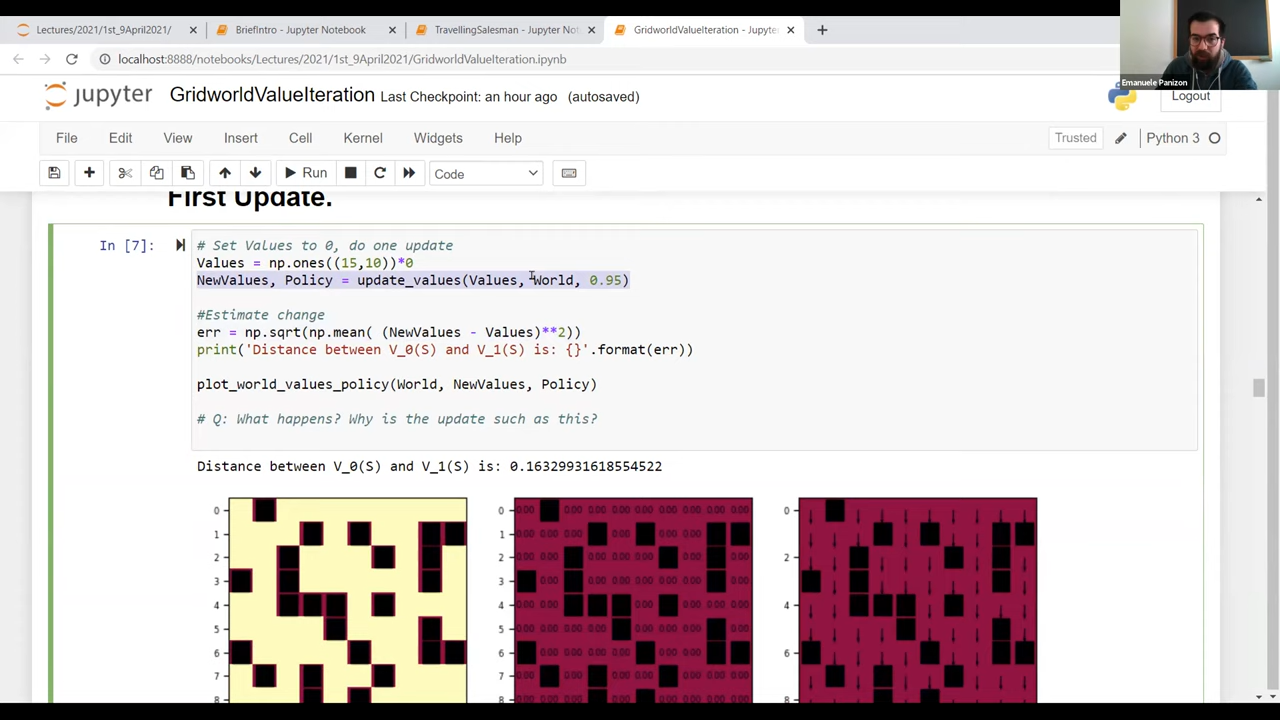 Lectures/2021/1st_9April2021/
BriefIntro - Jupyter Notebook
TravellingSalesman - Jupyter Not
GridworldValueIteration - Jupyte
localhost:8888/notebooks/Lectures/2021/1st_9April2021/GridworldValueIteration.ipynb
Emanuele Panizon
jupyter GridworldValueIteration Last Checkpoint: an hour ago (autosaved)
Logout
File Edit View Insert Cell Kernel Widgets Help
Trusted
Python 3
Run
Code
First Update.
In [7]:
# Set Values to 0, do one update
Values = np.ones((15,10))*0
NewValues, Policy = update_values(Values, World, 0.95)
#Estimate change
err = np.sqrt(np.mean( (NewValues - Values)**2))
print('Distance between V_0(S) and V_1(S) is: {}'.format(err))
plot_world_values_policy(World, NewValues, Policy)
# Q: What happens? Why is the update such as this?
Distance between V_0(S) and V_1(S) is: 0.16329931618554522
0
1
2
3
4
5
6
7
8
0
1
2
3
4
5
6
7
8
0
2
4
6
8